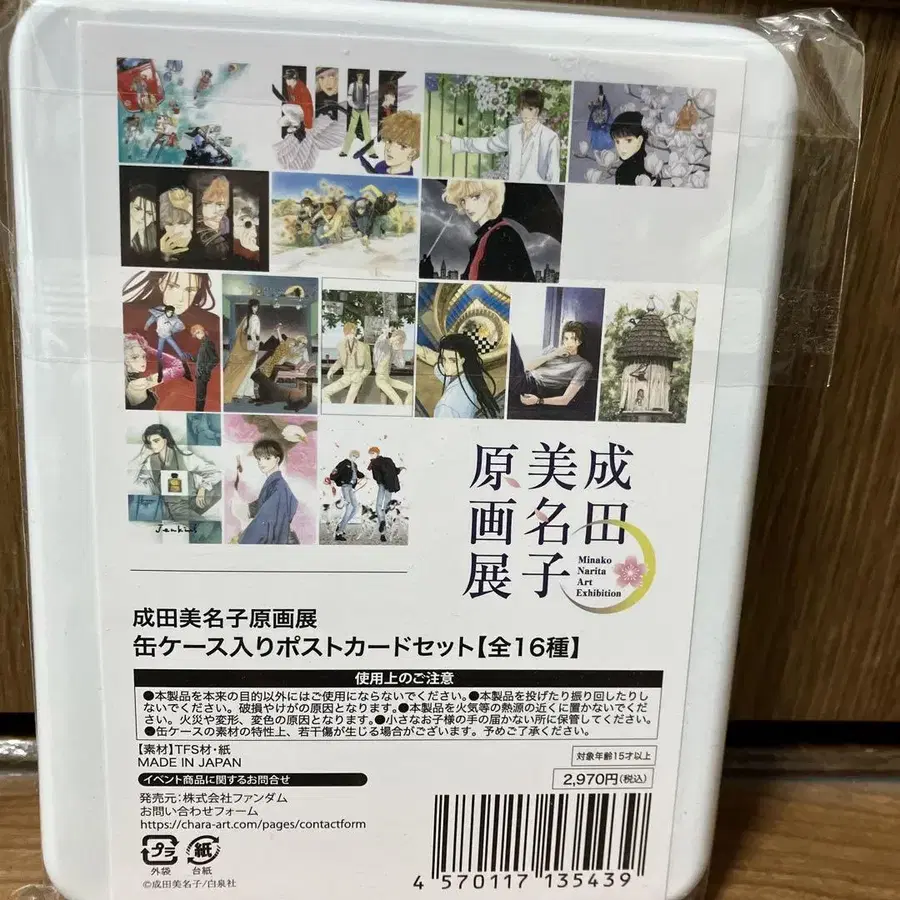 Jenkins
成田
美名子
原画展
Minako
Narita
Art
Exhibition
成田美名子原画展
缶ケース入りポストカードセット【全16種】
使用上のご注意
●本製品を本来の目的以外にはご使用にならないでください。●本製品を投げたり振り回したりし
ないでください。破損やけがの原因となります。●本製品を火気等の熱源の近くに置かないでくだ
さい。火災や変形、変色の原因となります。●小さなお子様の手の届かない所に保管してください。
●缶ケースの素材の特性上、若干傷が生じる場合がございます。予めご了承ください。
【素材】TFS材・紙
MADE IN JAPAN
対象年齢15才以上
2,970円(税込)
イベント商品に関するお問合せ
発売元：株式会社ファンダム
お問い合わせフォーム
https://chara-art.com/pages/contactform
プラ
外袋
紙
台紙
©成田美名子/白泉社
4 570117 135439